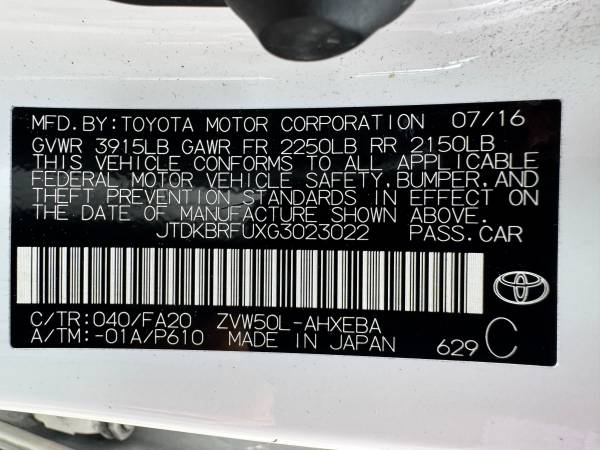 MFD.BY:TOYOTA MOTOR CORPORATION 07/16
GVWR 3915LB GAWR FR 2250LB RR 2150LB
THIS VEHICLE CONFORMS TO ALL APPLICABLE
FEDERAL MOTOR VEHICLE SAFETY,BUMPER,AND
THEFT PREVENTION STANDARDS IN EFFECT ON
THE DATE OF MANUFACTURE SHOWN ABOVE.
JTDKBRFUXG3023022 PASS.CAR
C/TR:040/FA20 ZVW50L-AHXEBA
A/TM:-01A/P610 MADE IN JAPAN 629 C